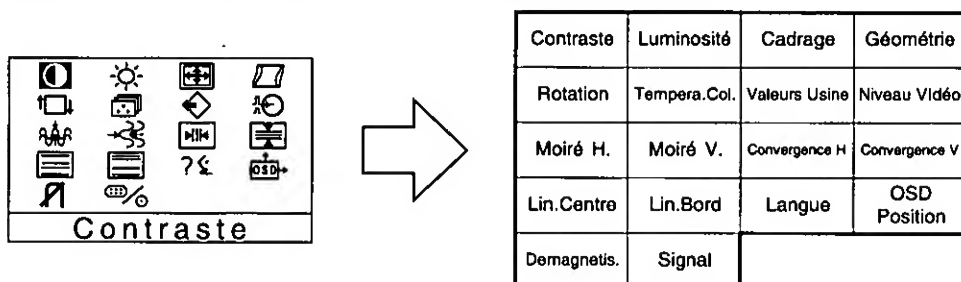 OSD
Contraste
Contraste Luminosité Cadrage Géométrie
Rotation Tempera.Col. Valeurs Usine Niveau Vidéo
Moiré H. Moiré V. Convergence H Convergence V
Lin.Centre Lin.Bord Langue OSD Position
Demagnetis. Signal